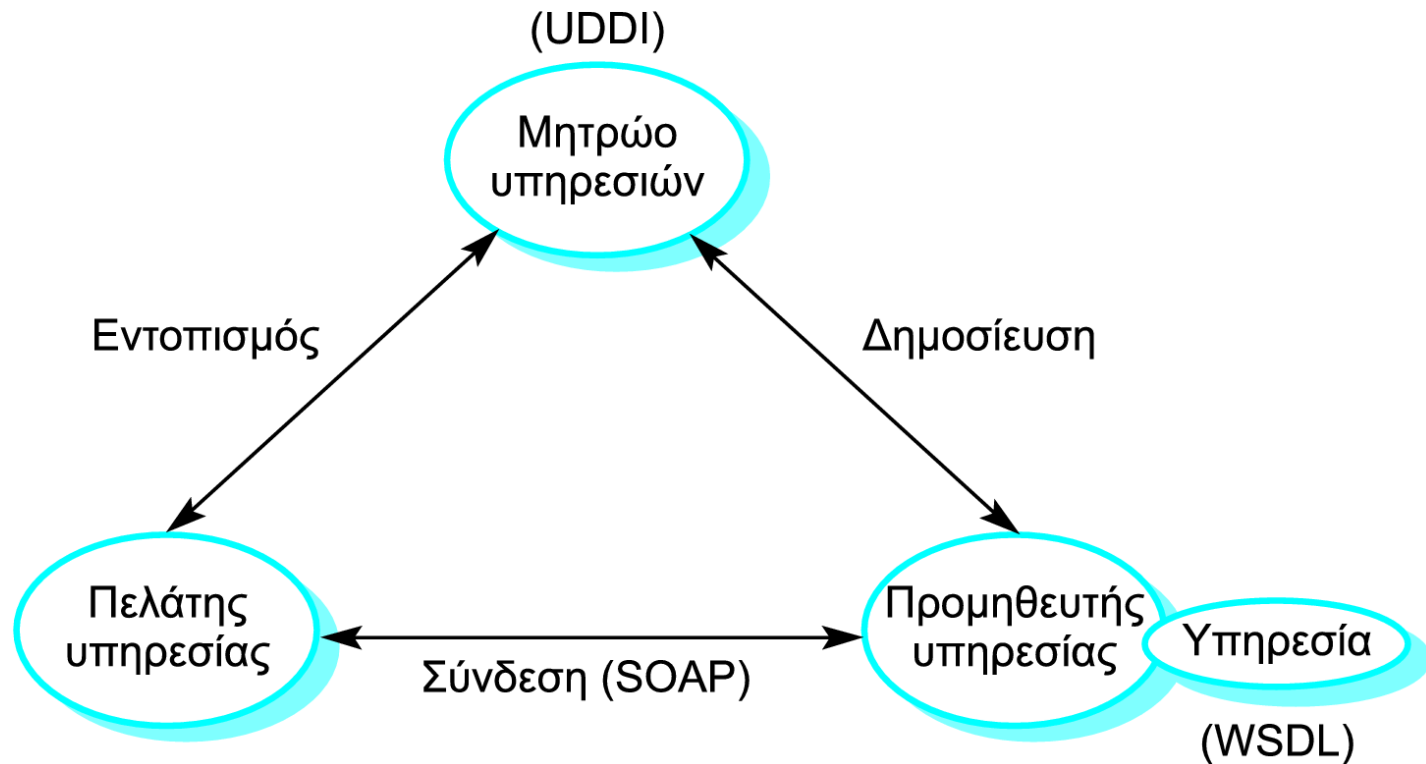 (UDDI)
Μητρώο
υπηρεσιών
Εντοπισμός
Δημοσίευση
Πελάτης
υπηρεσίας
Σύνδεση (SOAP)
Προμηθευτής
υπηρεσίας
Υπηρεσία
(WSDL)